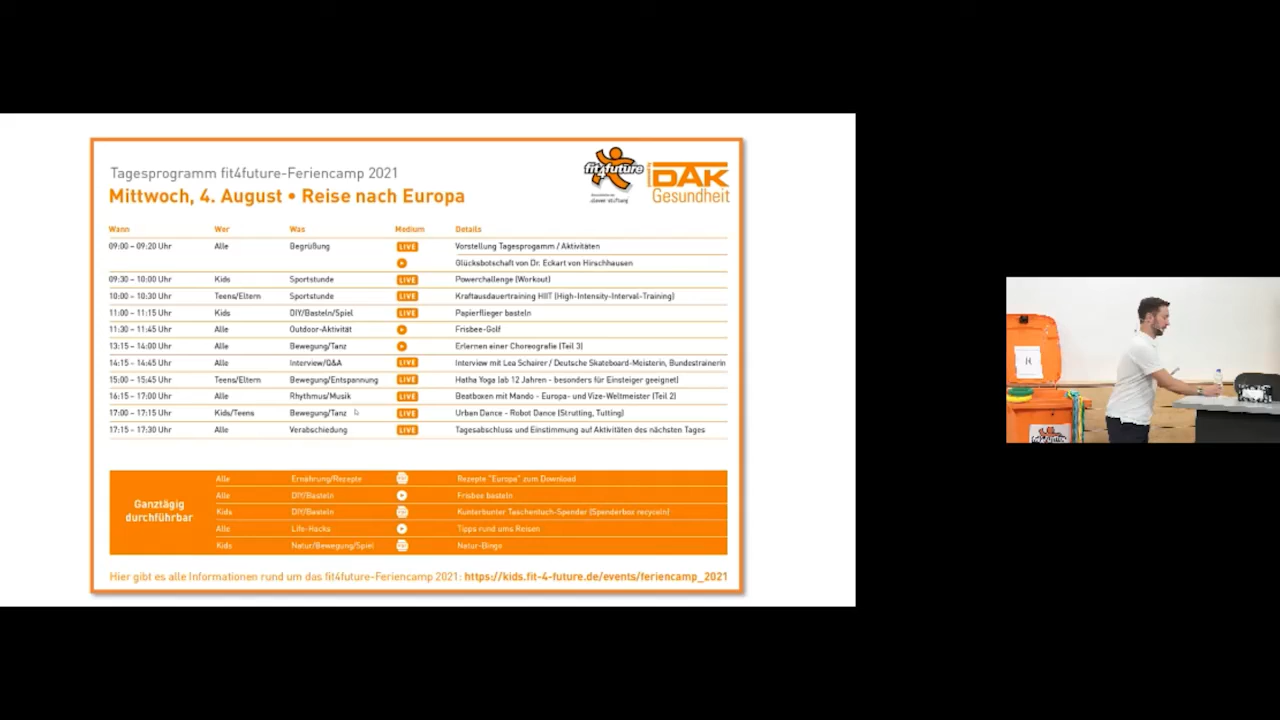 Tagesprogramm fit4future-Feriencamp 2021
Mittwoch, 4. August • Reise nach Europa
fit4future
powered by DAK
Gesundheit
Wann Wer Was Medium Details
09:00 – 09:20 Uhr Alle Begrüßung LIVE Vorstellung Tagesprogamm / Aktivitäten
Glücksbotschaft von Dr. Eckart von Hirschhausen
09:30 – 10:00 Uhr Kids Sportstunde LIVE Powerchallenge (Workout)
10:00 – 10:30 Uhr Teens/Eltern Sportstunde LIVE Kraftausdauertraining HIIT (High-Intensity-Interval-Training)
11:00 – 11:15 Uhr Kids DIY/Basteln/Spiel LIVE Papierflieger basteln
11:30 – 11:45 Uhr Alle Outdoor-Aktivität Frisbee-Golf
13:15 – 14:00 Uhr Alle Bewegung/Tanz Erlernen einer Choreografie (Teil 3)
14:15 – 14:45 Uhr Alle Interview/Q&A LIVE Interview mit Lea Schairer / Deutsche Skateboard-Meisterin, Bundestrainerin
15:00 – 15:45 Uhr Teens/Eltern Bewegung/Entspannung LIVE Hatha Yoga (ab 12 Jahren - besonders für Einsteiger geeignet)
16:15 – 17:00 Uhr Alle Rhythmus/Musik LIVE Beatboxen mit Mando - Europa- und Vize-Weltmeister (Teil 2)
17:00 – 17:15 Uhr Kids/Teens Bewegung/Tanz LIVE Urban Dance - Robot Dance (Strutting, Tutting)
17:15 – 17:30 Uhr Alle Verabschiedung LIVE Tagesabschluss und Einstimmung auf Aktivitäten des nächsten Tages
Ganztägig durchführbar
Alle Ernährung/Rezepte Rezepte "Europa" zum Download
Alle DIY/Basteln Frisbee basteln
Kids DIY/Basteln Kunterbunter Taschentuch-Spender (Spenderbox recyceln)
Alle Life-Hacks Tipps rund ums Reisen
Kids Natur/Bewegung/Spiel Natur-Bingo
Hier gibt es alle Informationen rund um das fit4future-Feriencamp 2021: https://kids.fit-4-future.de/events/feriencamp_2021